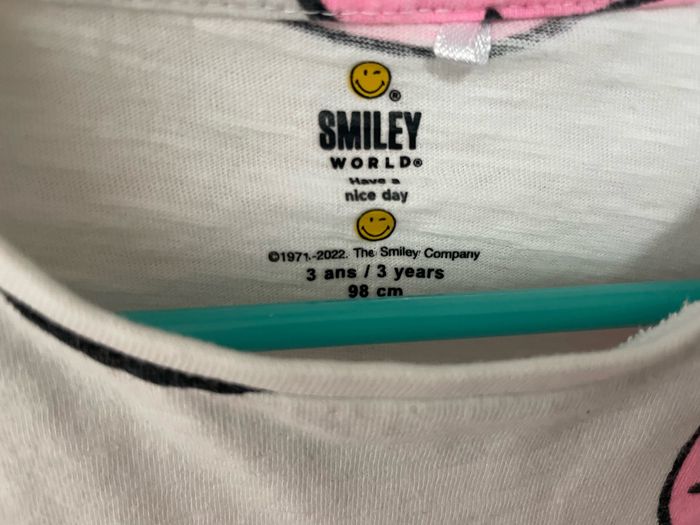 ®
SMILEY
WORLD®
Have a
nice day
©1971-2022. The Smiley Company
3 ans / 3 years
98 cm